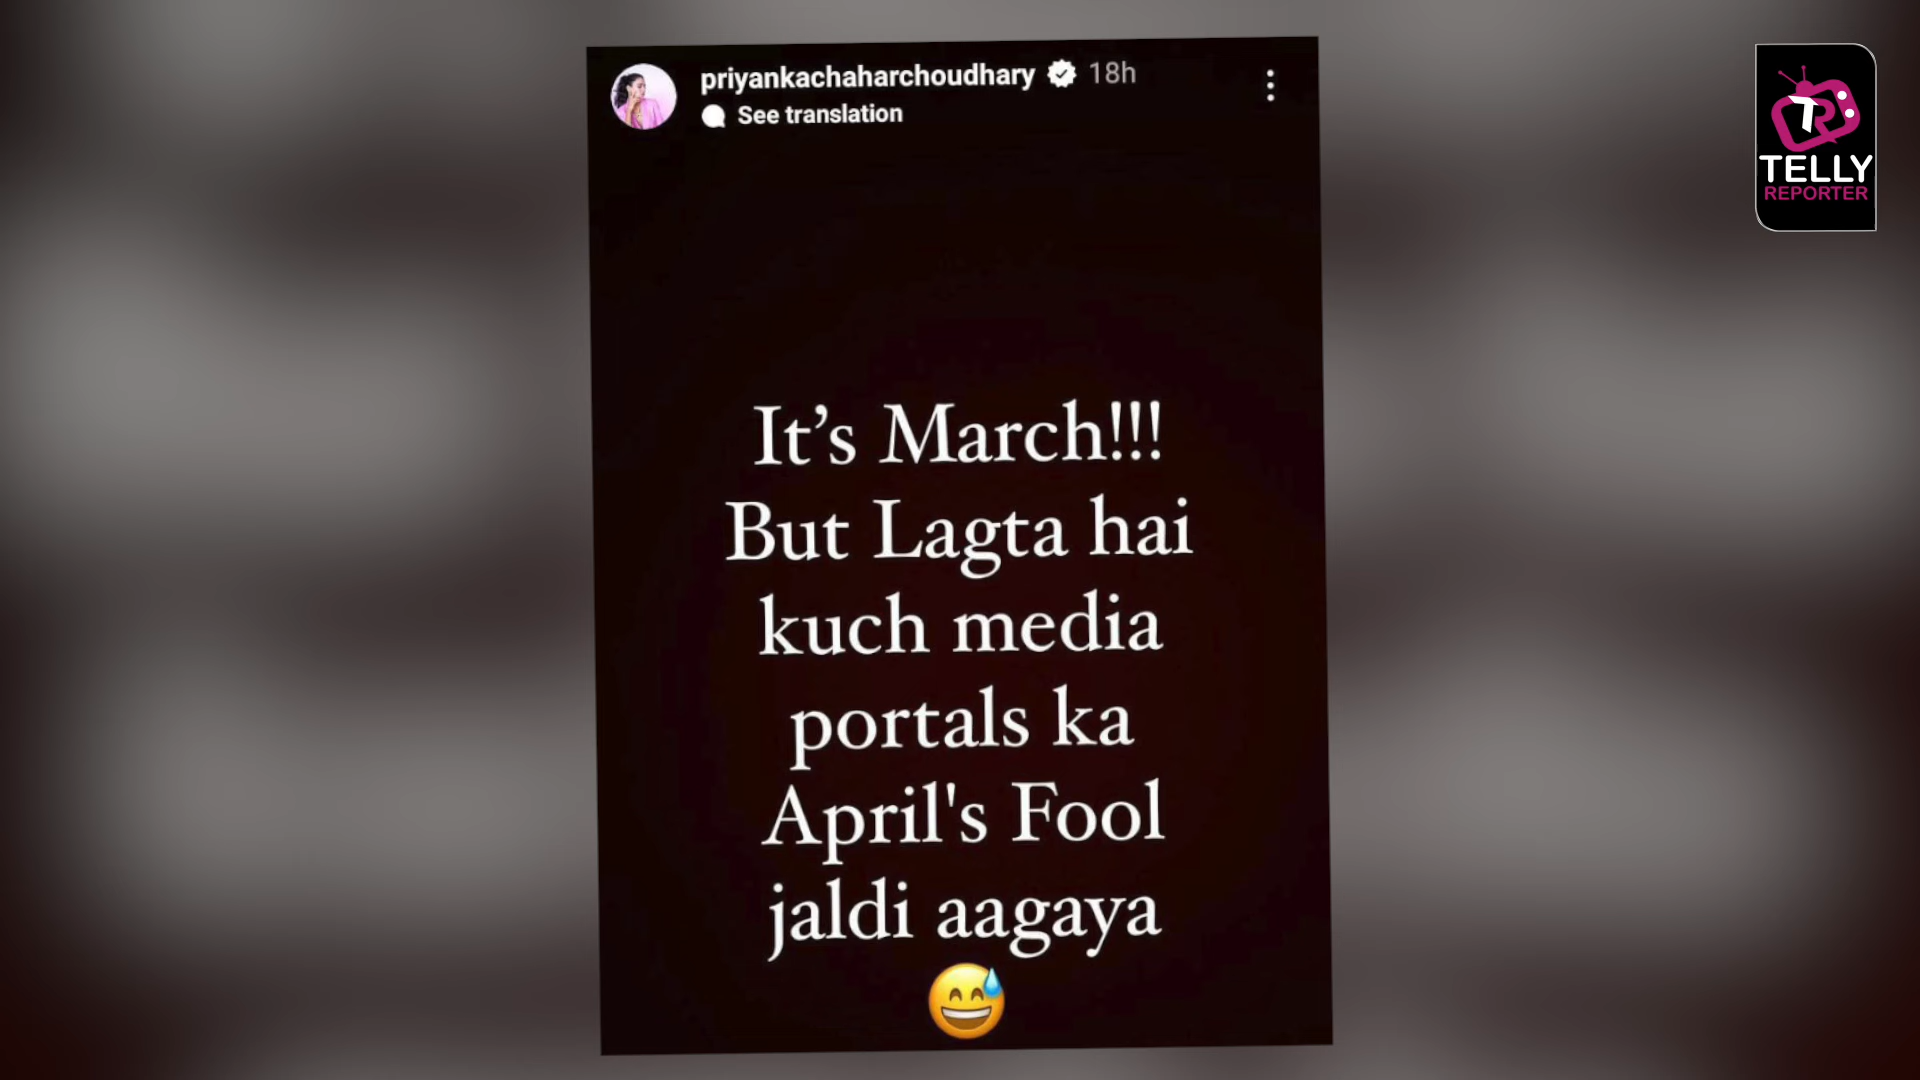 priyankachaharchoudhary 18h
See translation
It's March!!!
But Lagta hai
kuch media
portals ka
April's Fool
jaldi aagaya
😅
TR
TELLY
REPORTER